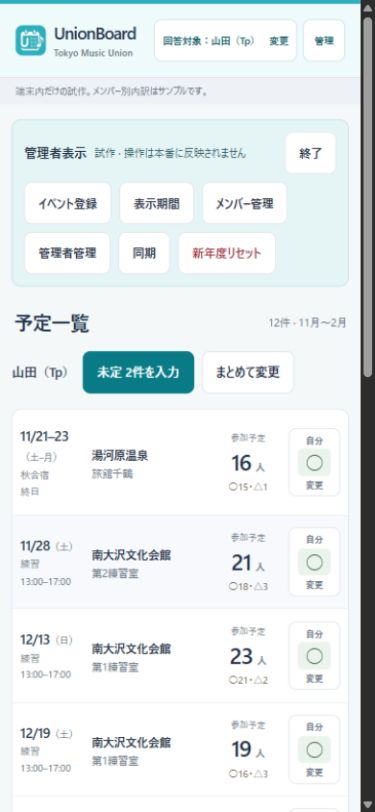 UnionBoard
Tokyo Music Union
回答対象：山田（Tp） 変更
管理
端末内だけの試作。メンバー別内訳はサンプルです。
管理者表示 試作・操作は本番に反映されません
終了
イベント登録 表示期間 メンバー管理
管理者管理 同期 新年度リセット
予定一覧 12件・11月〜2月
山田（Tp） 未定 2件を入力 まとめて変更
11/21–23
（土–月）
秋合宿
終日
湯河原温泉
旅館千鶴
参加予定
16 人
○15・△1
自分
○
変更
11/28（土）
練習
13:00–17:00
南大沢文化会館
第2練習室
参加予定
21 人
○18・△3
自分
○
変更
12/13（日）
練習
13:00–17:00
南大沢文化会館
第1練習室
参加予定
23 人
○21・△2
自分
○
変更
12/19（土）
練習
13:00–17:00
南大沢文化会館
第1練習室
参加予定
19 人
○16・△3
自分
○
変更